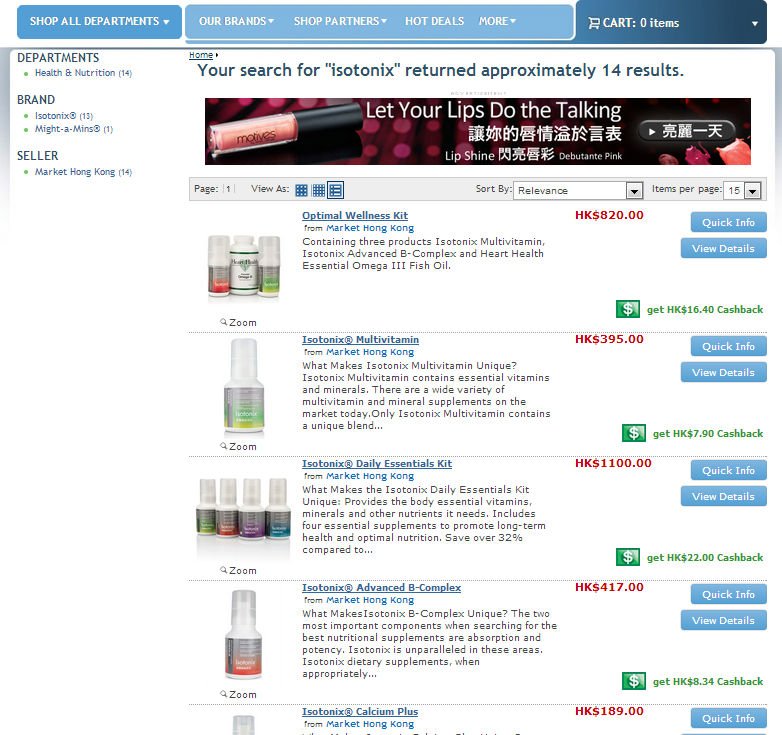 SHOP ALL DEPARTMENTS
OUR BRANDS
SHOP PARTNERS
HOT DEALS
MORE
CART: 0 items
DEPARTMENTS
Health & Nutrition (14)
BRAND
Isotonix® (13)
Might-a-Mins® (1)
SELLER
Market Hong Kong (14)
Home
Your search for "isotonix" returned approximately 14 results.
ADVERTISEMENT
motives
Let Your Lips Do the Talking
讓妳的唇情溢於言表
Lip Shine 閃亮唇彩 Debutante Pink
亮麗一天
Page: 1 View As:
Sort By: Relevance
Items per page: 15
Optimal Wellness Kit
from Market Hong Kong
Containing three products Isotonix Multivitamin,
Isotonix Advanced B-Complex and Heart Health
Essential Omega III Fish Oil.
HK$820.00
Quick Info
View Details
get HK$16.40 Cashback
Zoom
Isotonix® Multivitamin
from Market Hong Kong
What Makes Isotonix Multivitamin Unique?
Isotonix Multivitamin contains essential vitamins
and minerals. There are a wide variety of
multivitamin and mineral supplements on the
market today.Only Isotonix Multivitamin contains
a unique blend...
HK$395.00
Quick Info
View Details
get HK$7.90 Cashback
Zoom
Isotonix® Daily Essentials Kit
from Market Hong Kong
What Makes the Isotonix Daily Essentials Kit
Unique: Provides the body essential vitamins,
minerals and other nutrients it needs. Includes
four essential supplements to promote long-term
health and optimal nutrition. Save over 32%
compared to...
HK$1100.00
Quick Info
View Details
get HK$22.00 Cashback
Zoom
Isotonix® Advanced B-Complex
from Market Hong Kong
What MakesIsotonix B-Complex Unique? The two
most important components when searching for the
best nutritional supplements are absorption and
potency. Isotonix is unparalleled in these areas.
Isotonix dietary supplements, when
appropriately...
HK$417.00
Quick Info
View Details
get HK$8.34 Cashback
Zoom
Isotonix® Calcium Plus
from Market Hong Kong
HK$189.00
Quick Info